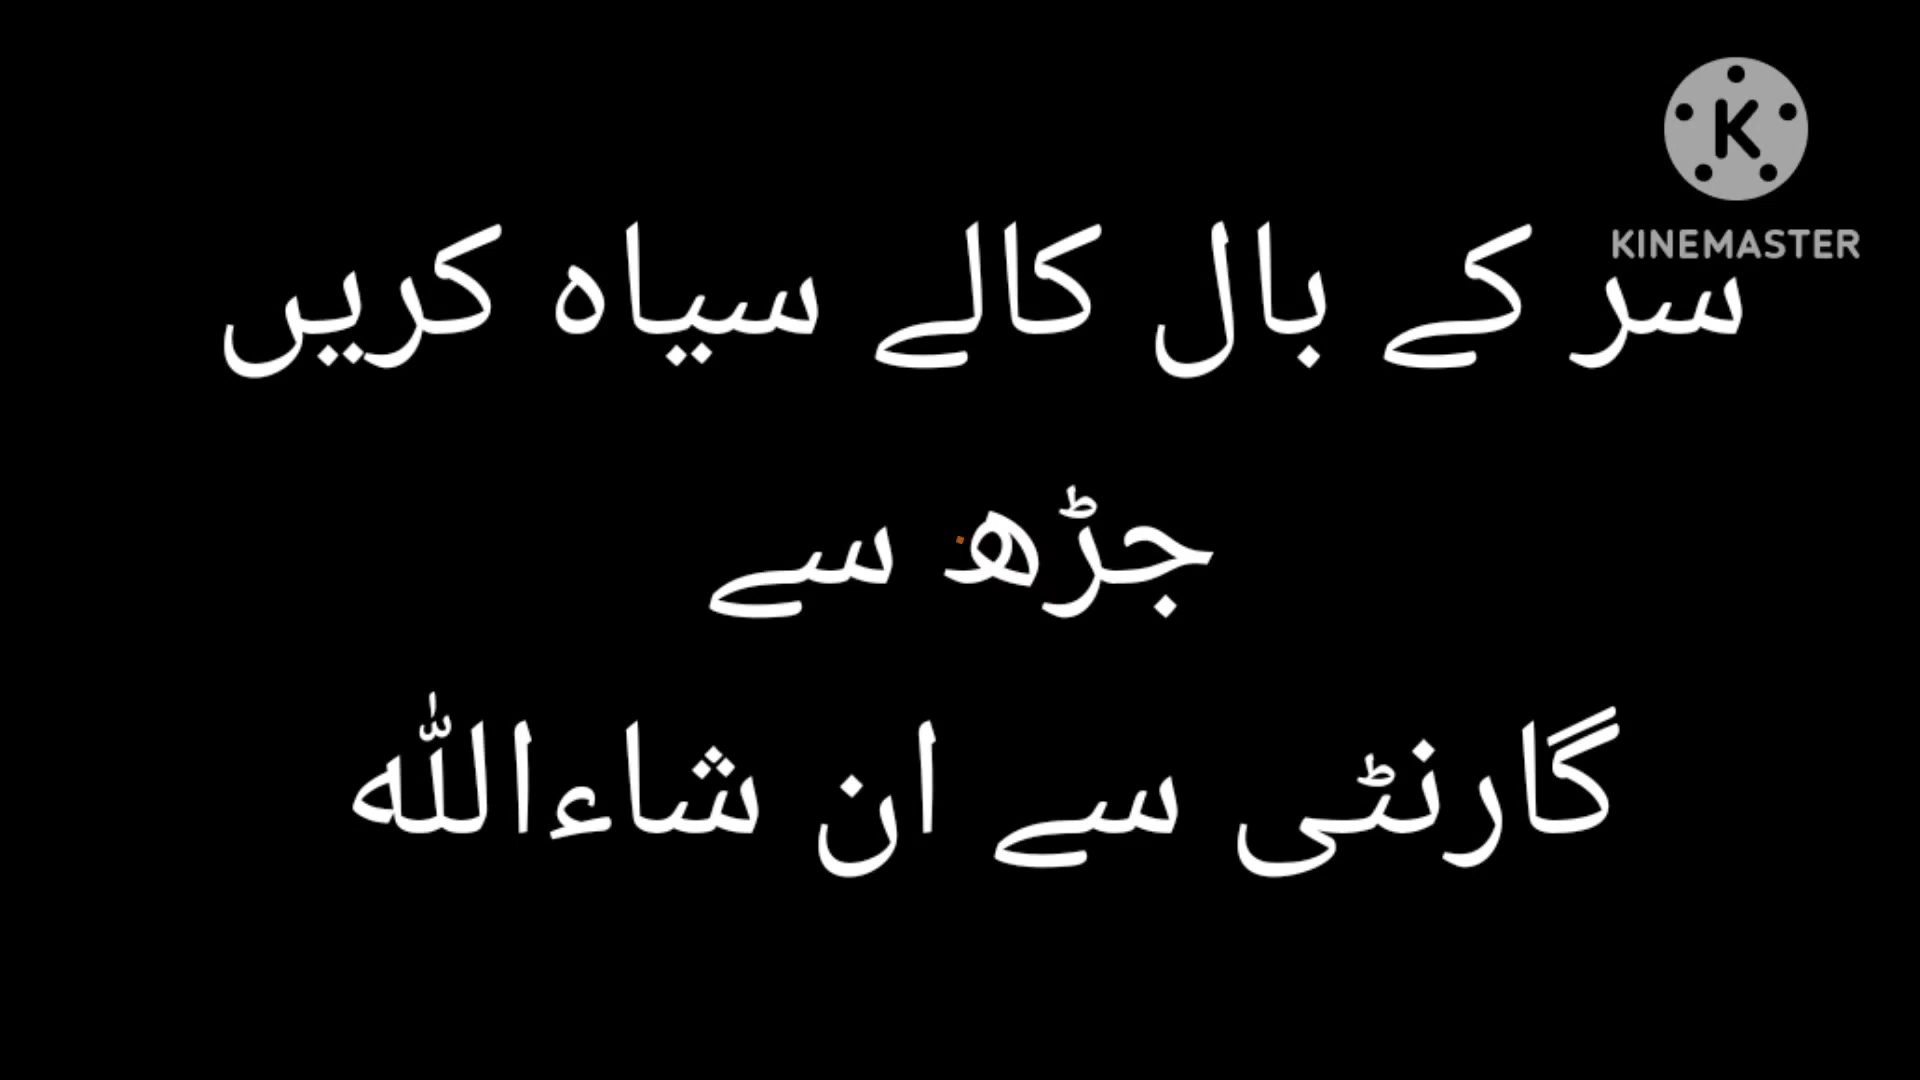 KINEMASTER
سر کے بال کالے سیاہ کریں
جڑھ سے
گارنٹی سے ان شاءاللہ